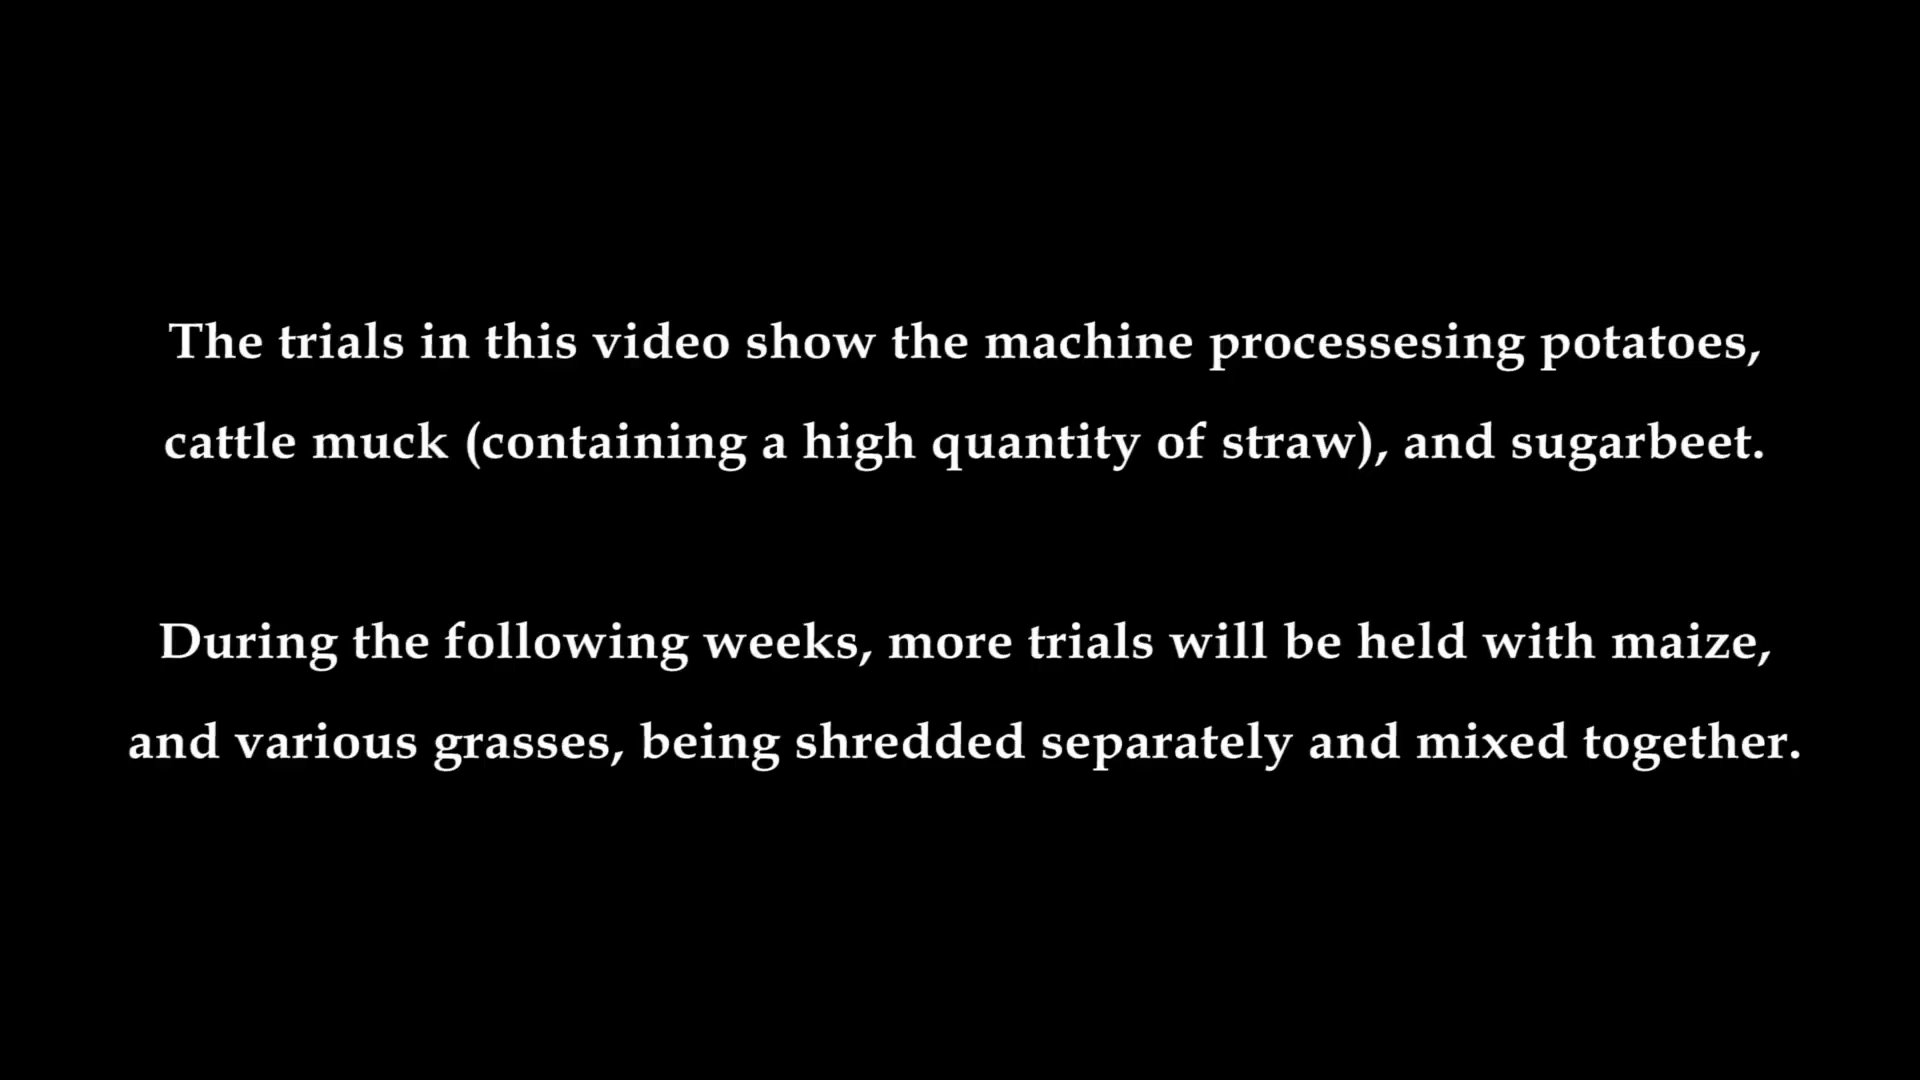 The trials in this video show the machine processesing potatoes,
cattle muck (containing a high quantity of straw), and sugarbeet.
During the following weeks, more trials will be held with maize,
and various grasses, being shredded separately and mixed together.